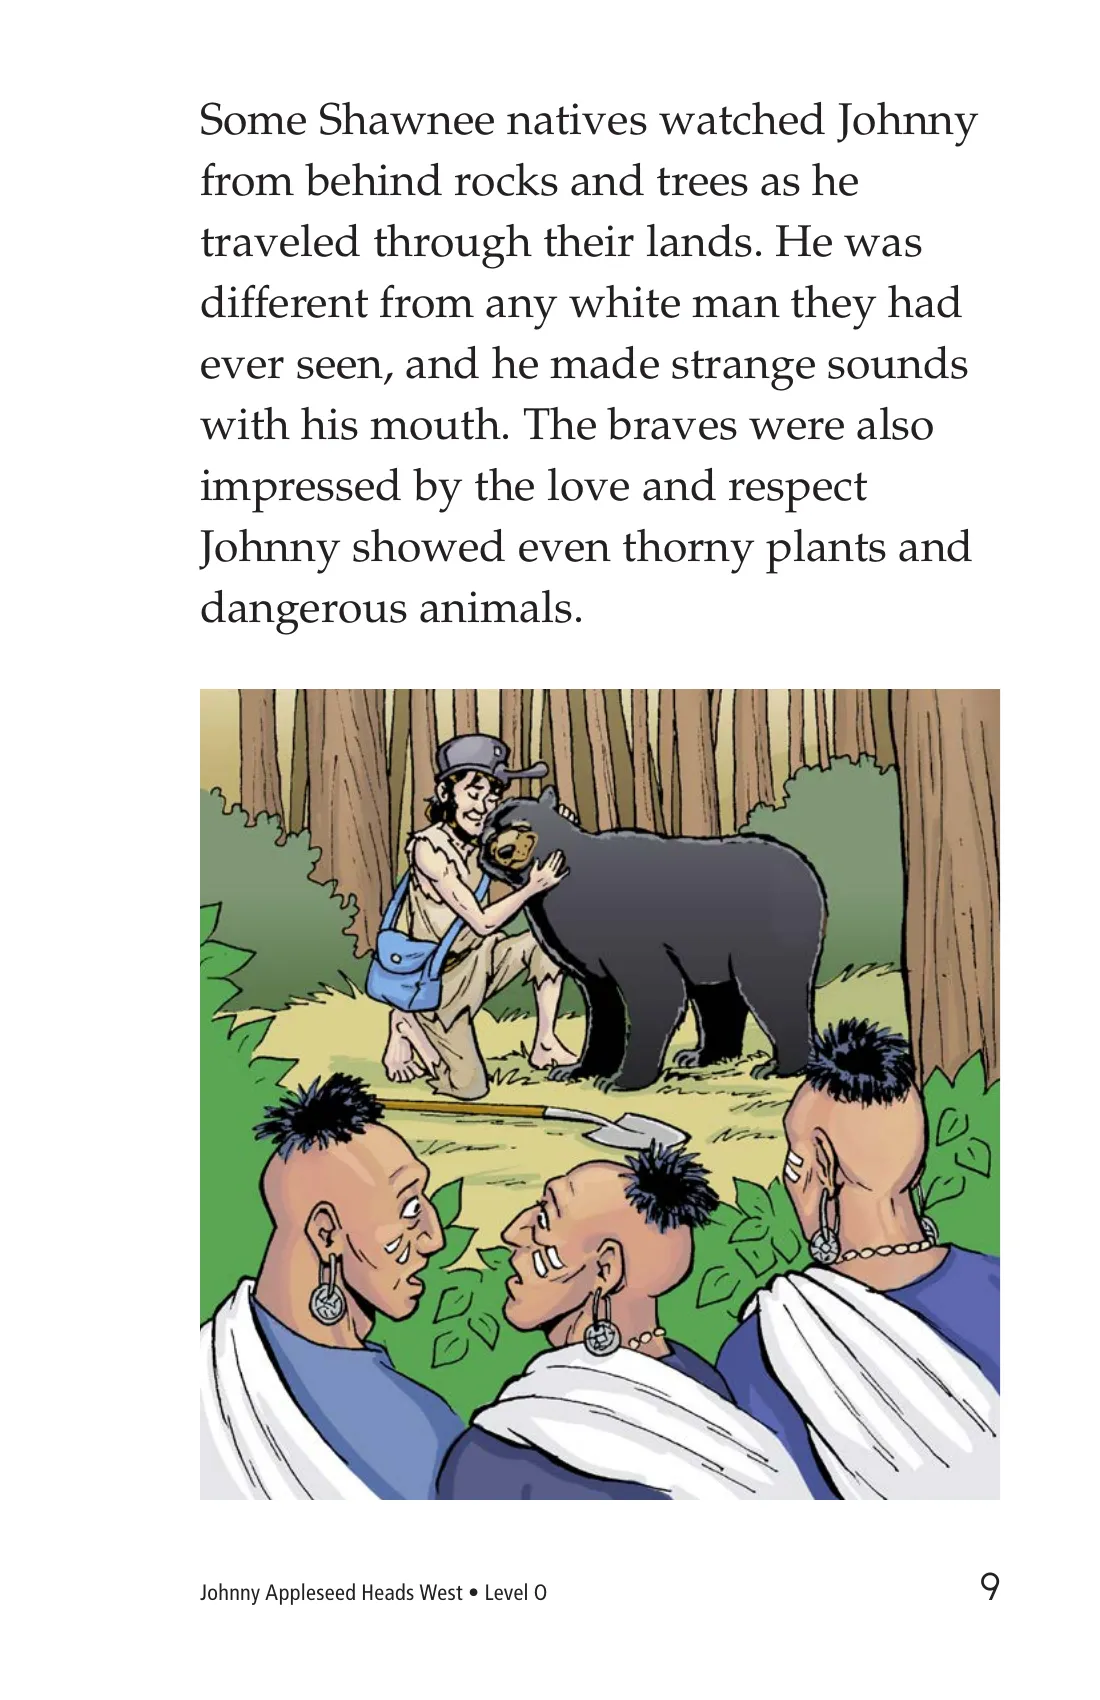 Some Shawnee natives watched Johnny
from behind rocks and trees as he
traveled through their lands. He was
different from any white man they had
ever seen, and he made strange sounds
with his mouth. The braves were also
impressed by the love and respect
Johnny showed even thorny plants and
dangerous animals.
Johnny Appleseed Heads West • Level O
9